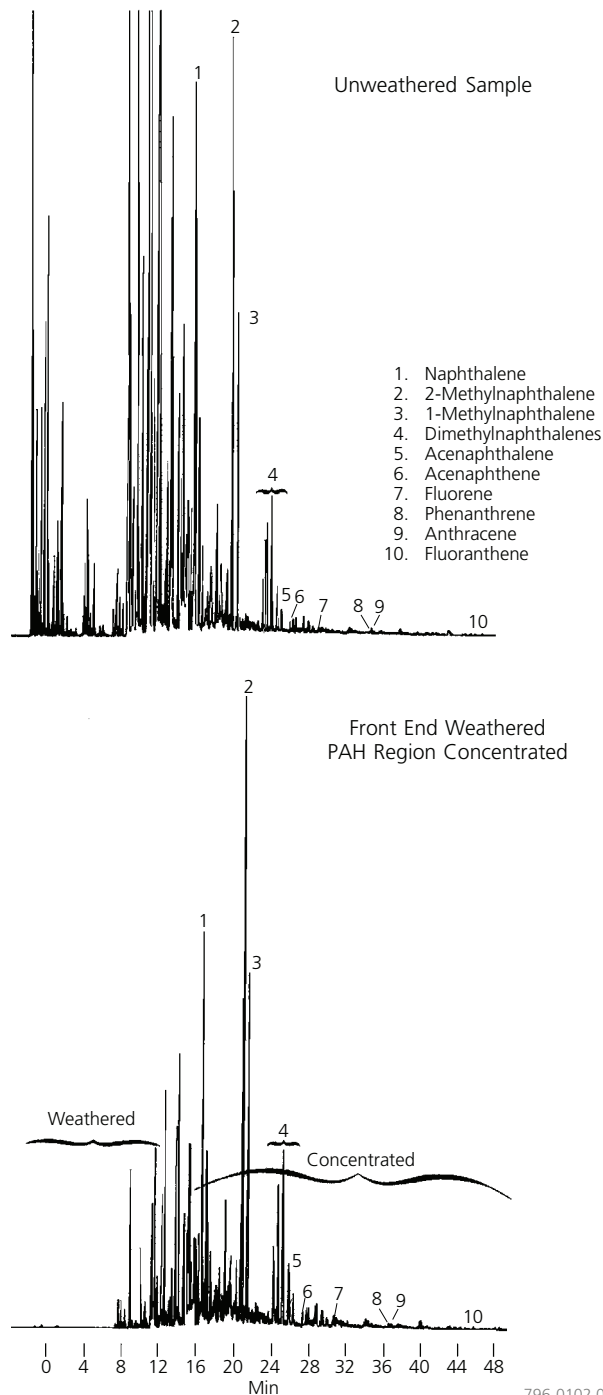 2
1
Unweathered Sample
3
1. Naphthalene
2. 2-Methylnaphthalene
3. 1-Methylnaphthalene
4. Dimethylnaphthalenes
5. Acenaphthalene
6. Acenaphthene
7. Fluorene
8. Phenanthrene
9. Anthracene
10. Fluoranthene
4
5 6
7
8 9
10
2
Front End Weathered
PAH Region Concentrated
1
3
Weathered
4
Concentrated
5
6
7
8 9
10
0 4 8 12 16 20 24 28 32 36 40 44 48
Min